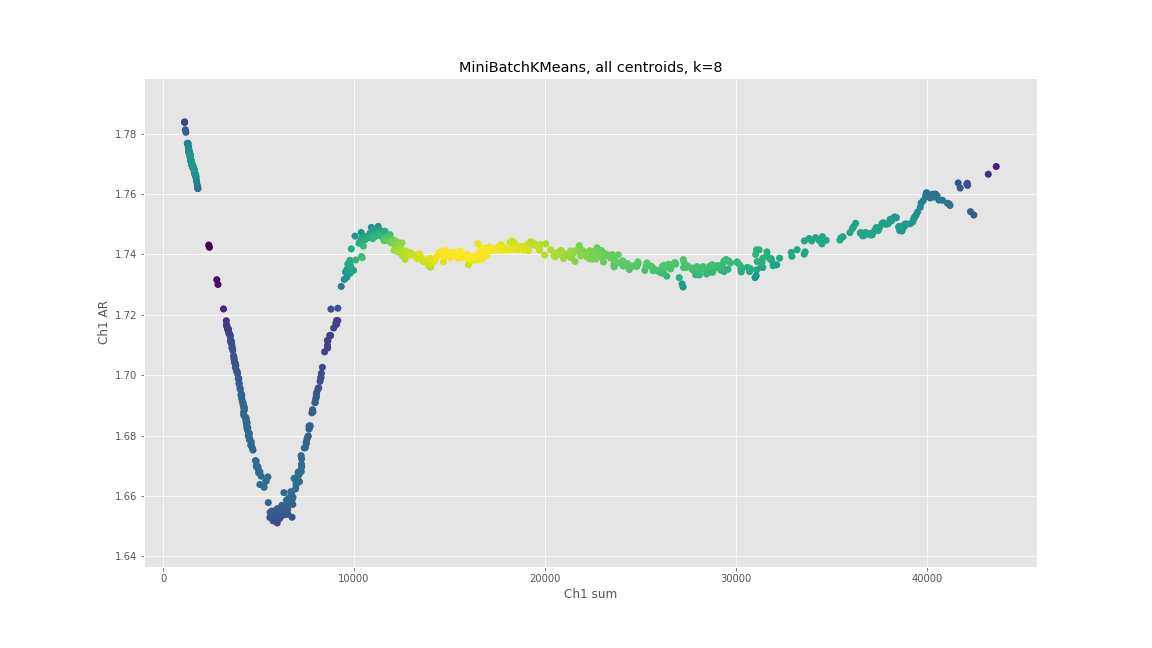 MiniBatchKMeans, all centroids, k=8
1.78
1.76
1.74
1.72
1.70
1.68
1.66
1.64
Ch1 AR
0 10000 20000 30000 40000
Ch1 sum